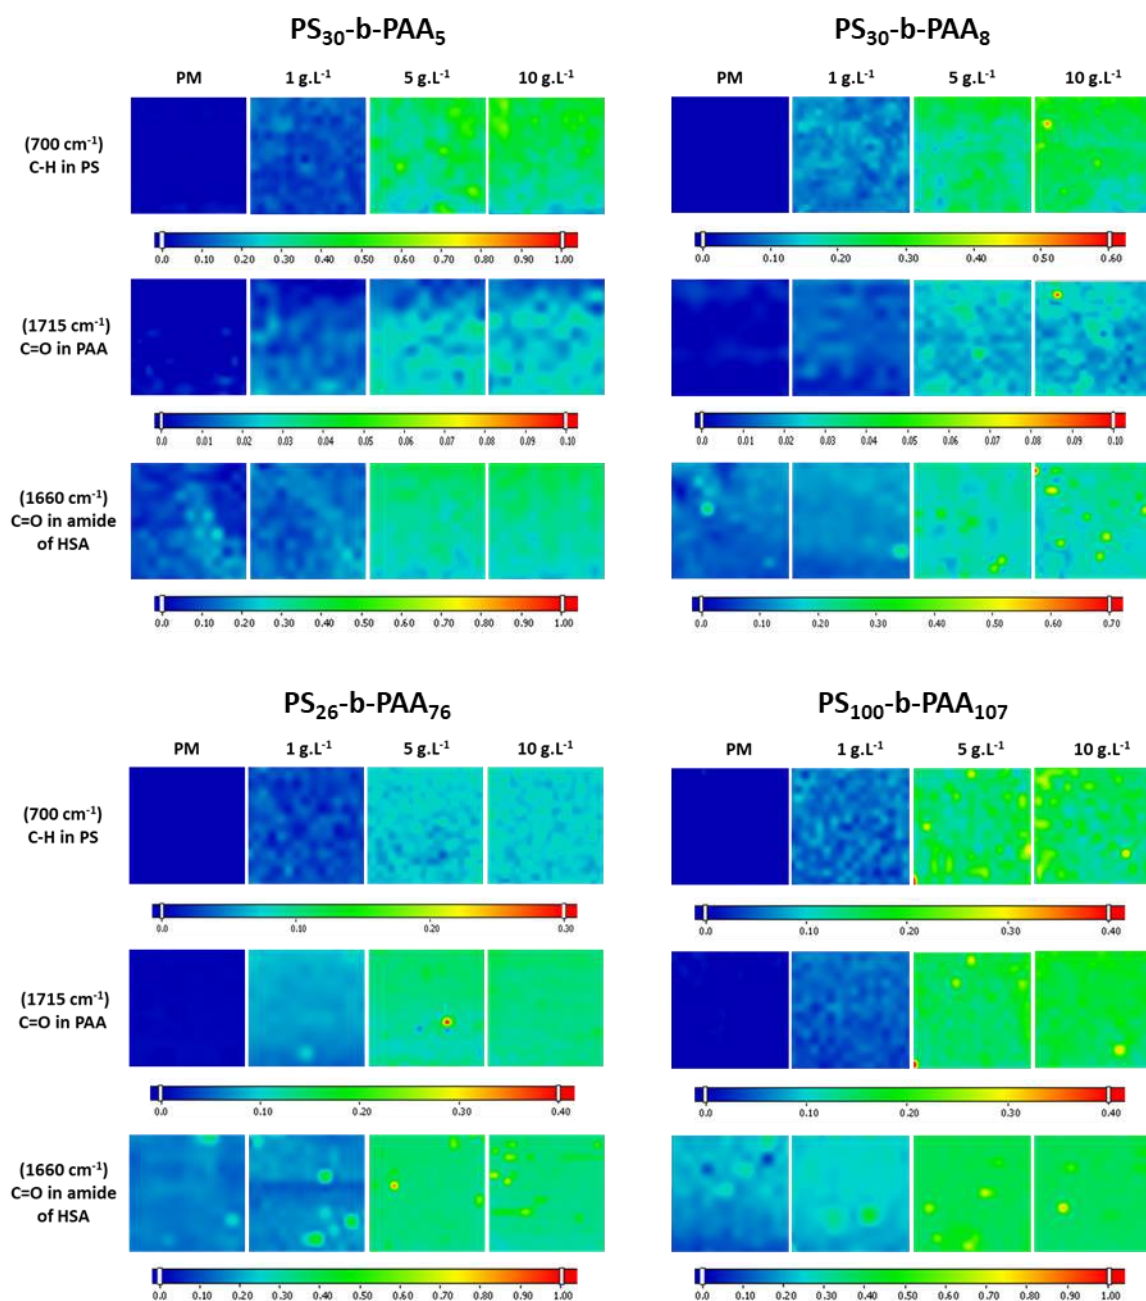 PS30-b-PAA5
PS30-b-PAA8
PM 1 g.L-1 5 g.L-1 10 g.L-1
PM 1 g.L-1 5 g.L-1 10 g.L-1
(700 cm-1)
C-H in PS
0.0 0.10 0.20 0.30 0.40 0.50 0.60 0.70 0.80 0.90 1.00
0.0 0.10 0.20 0.30 0.40 0.50 0.60
(1715 cm-1)
C=O in PAA
0.0 0.01 0.02 0.03 0.04 0.05 0.06 0.07 0.08 0.09 0.10
0.0 0.01 0.02 0.03 0.04 0.05 0.06 0.07 0.08 0.09 0.10
(1660 cm-1)
C=O in amide
of HSA
0.0 0.10 0.20 0.30 0.40 0.50 0.60 0.70 0.80 0.90 1.00
0.0 0.10 0.20 0.30 0.40 0.50 0.60 0.70
PS26-b-PAA76
PS100-b-PAA107
PM 1 g.L-1 5 g.L-1 10 g.L-1
PM 1 g.L-1 5 g.L-1 10 g.L-1
(700 cm-1)
C-H in PS
0.0 0.10 0.20 0.30
0.0 0.10 0.20 0.30 0.40
(1715 cm-1)
C=O in PAA
0.0 0.10 0.20 0.30 0.40
0.0 0.10 0.20 0.30 0.40
(1660 cm-1)
C=O in amide
of HSA
0.0 0.10 0.20 0.30 0.40 0.50 0.60 0.70 0.80 0.90 1.00
0.0 0.10 0.20 0.30 0.40 0.50 0.60 0.70 0.80 0.90 1.00